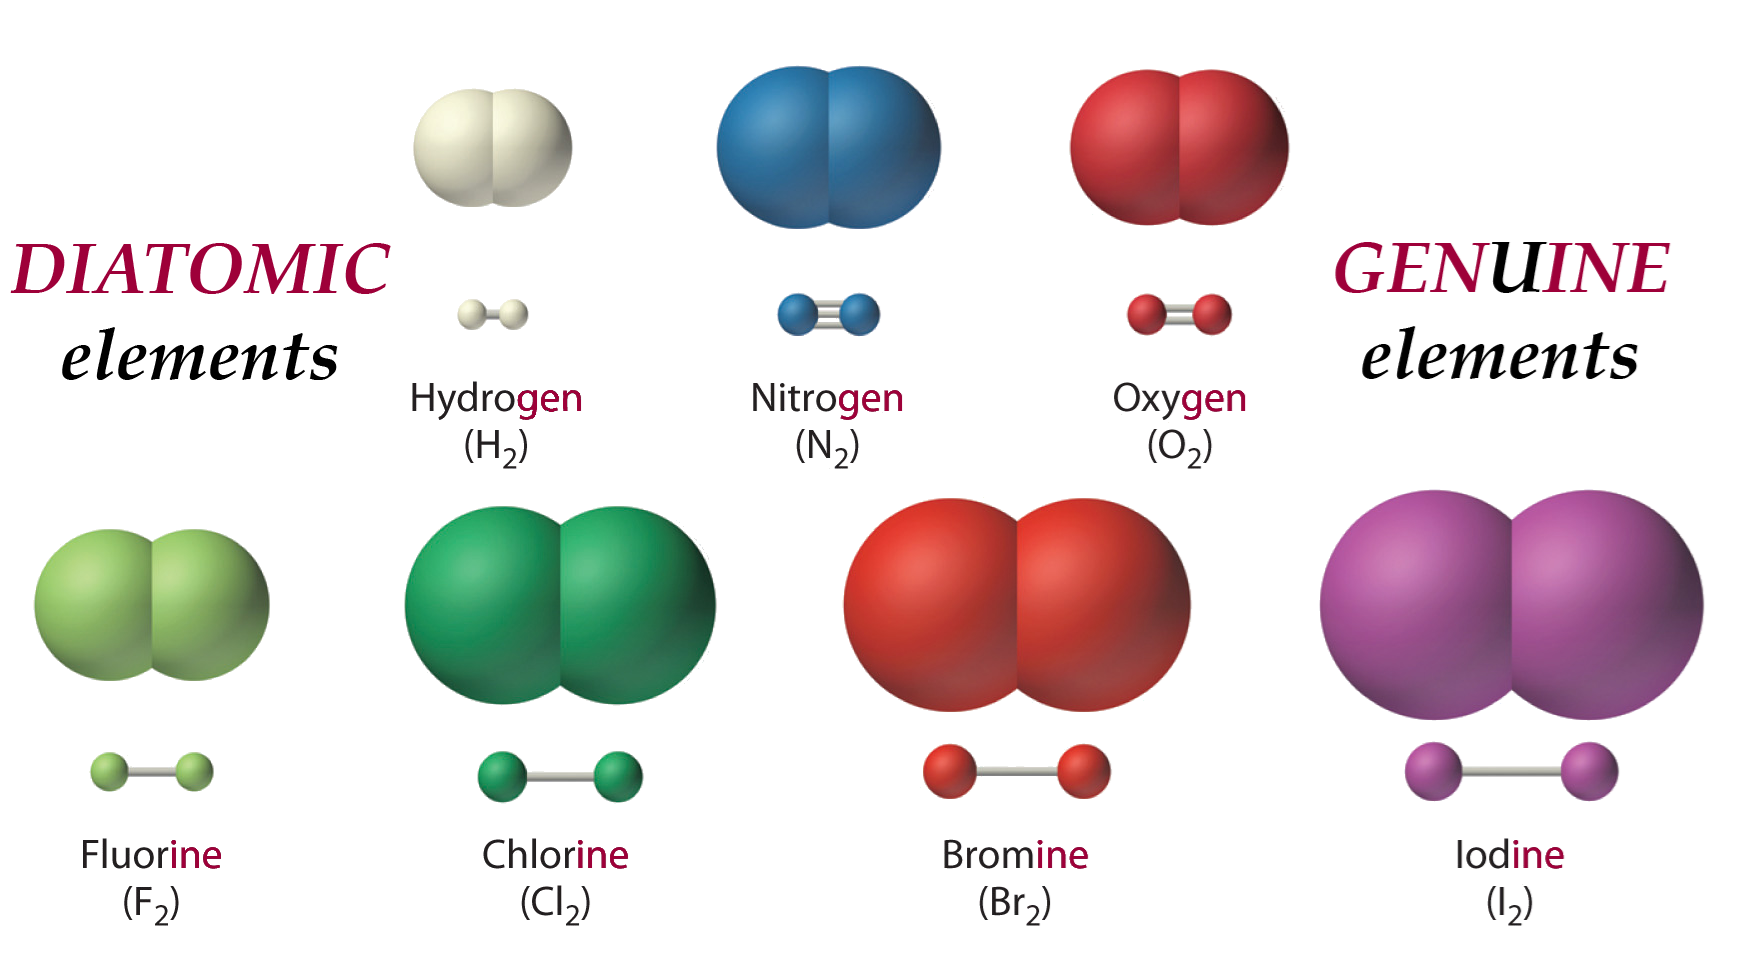 DIATOMIC
elements
GENUINE
elements
Hydrogen
(H₂)
Nitrogen
(N₂)
Oxygen
(O₂)
Fluorine
(F₂)
Chlorine
(Cl₂)
Bromine
(Br₂)
Iodine
(I₂)